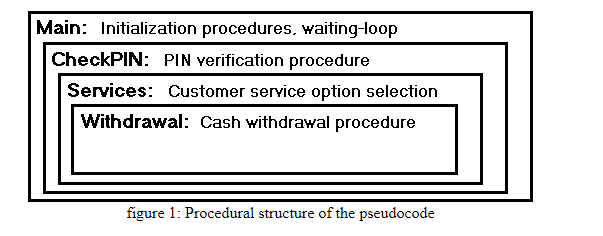 Main: Initialization procedures, waiting-loop
CheckPIN: PIN verification procedure
Services: Customer service option selection
Withdrawal: Cash withdrawal procedure
figure 1: Procedural structure of the pseudocode